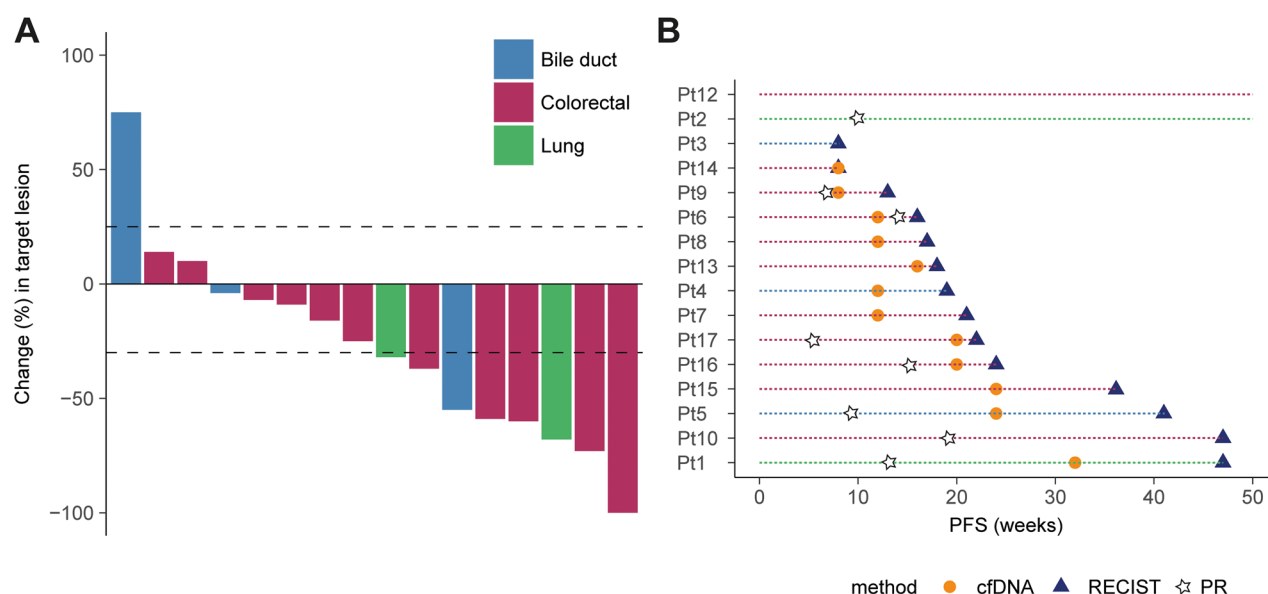 A
Change (%) in target lesion
100
50
0
−50
−100
Bile duct
Colorectal
Lung
B
Pt12
Pt2
Pt3
Pt14
Pt9
Pt6
Pt8
Pt13
Pt4
Pt7
Pt17
Pt16
Pt15
Pt5
Pt10
Pt1
0 10 20 30 40 50
PFS (weeks)
method cfDNA RECIST PR